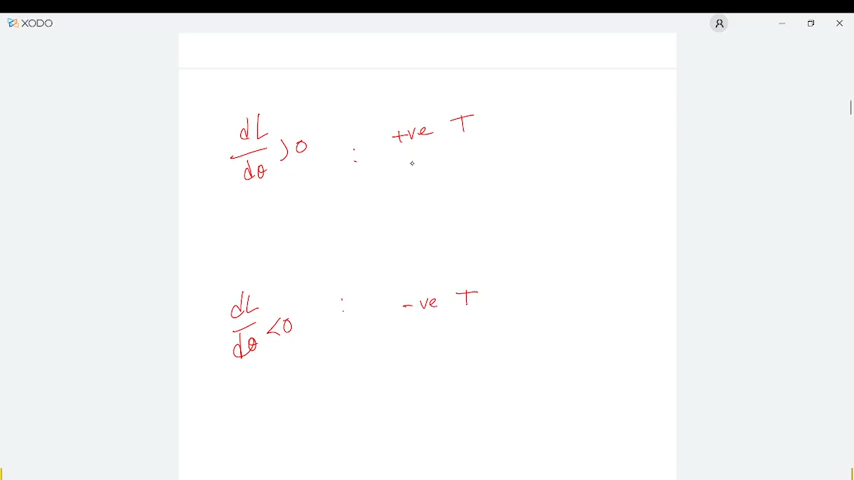 XODO
dL/dθ > 0 : +ve T
dL/dθ < 0 : -ve T